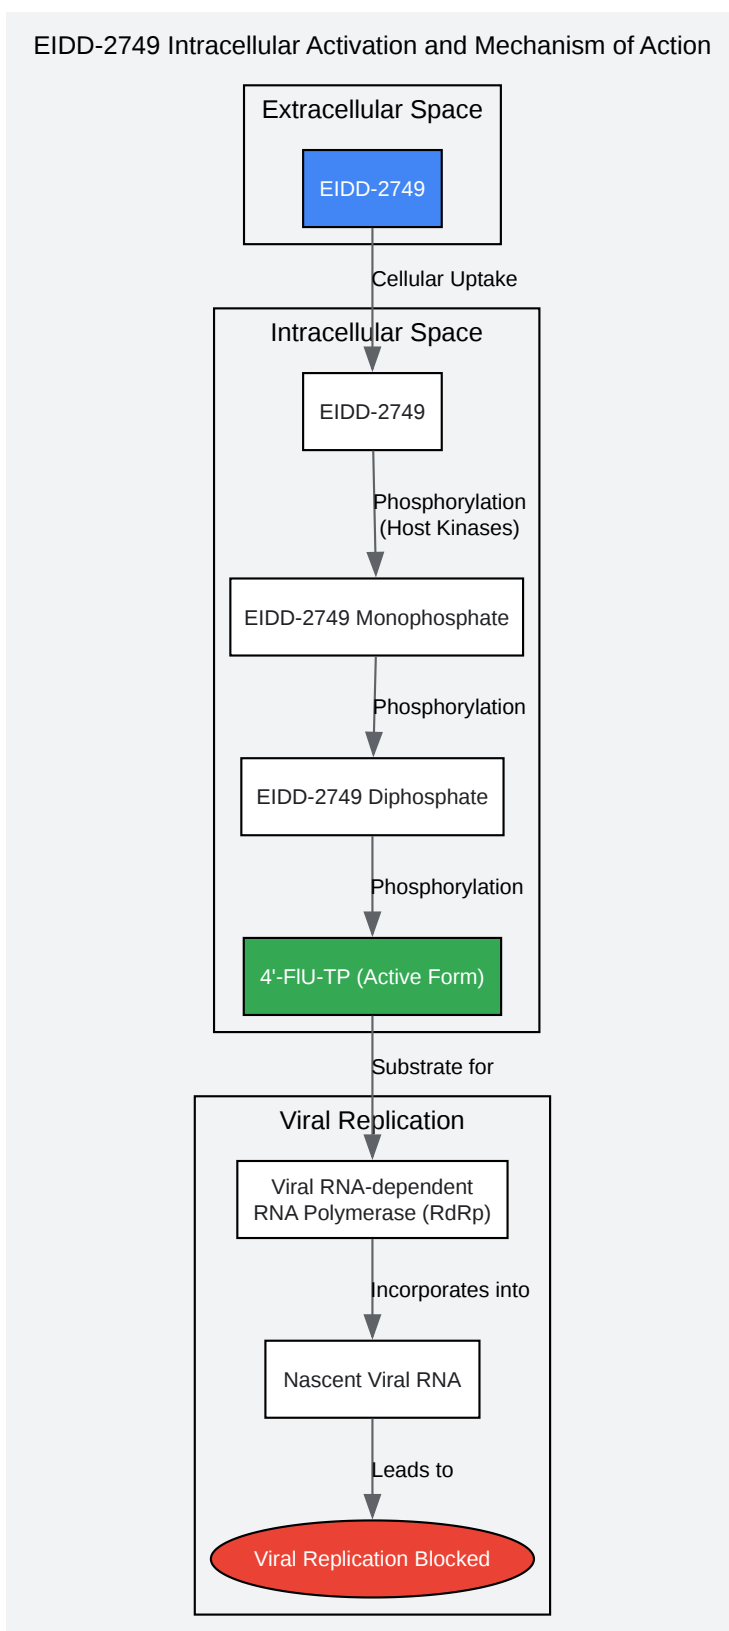 EIDD-2749 Intracellular Activation and Mechanism of Action
Extracellular Space
EIDD-2749
Cellular Uptake
Intracellular Space
EIDD-2749
Phosphorylation
(Host Kinases)
EIDD-2749 Monophosphate
Phosphorylation
EIDD-2749 Diphosphate
Phosphorylation
4'-FlU-TP (Active Form)
Substrate for
Viral Replication
Viral RNA-dependent
RNA Polymerase (RdRp)
Incorporates into
Nascent Viral RNA
Leads to
Viral Replication Blocked